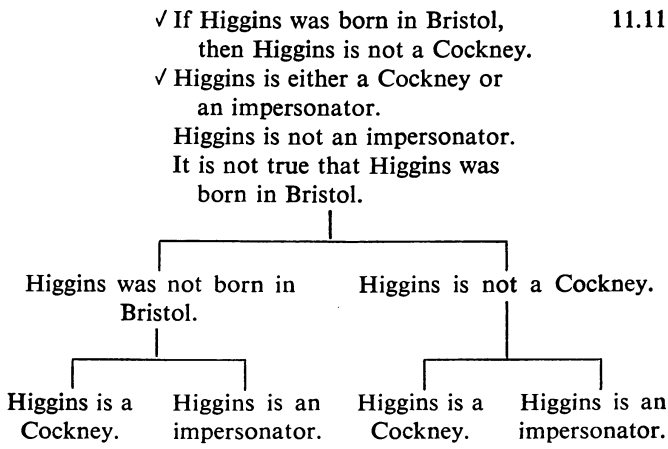 ✓ If Higgins was born in Bristol, 11.11
then Higgins is not a Cockney.
✓ Higgins is either a Cockney or
an impersonator.
Higgins is not an impersonator.
It is not true that Higgins was
born in Bristol.
Higgins was not born in
Bristol.
Higgins is not a Cockney.
Higgins is a
Cockney.
Higgins is an
impersonator.
Higgins is a
Cockney.
Higgins is an
impersonator.